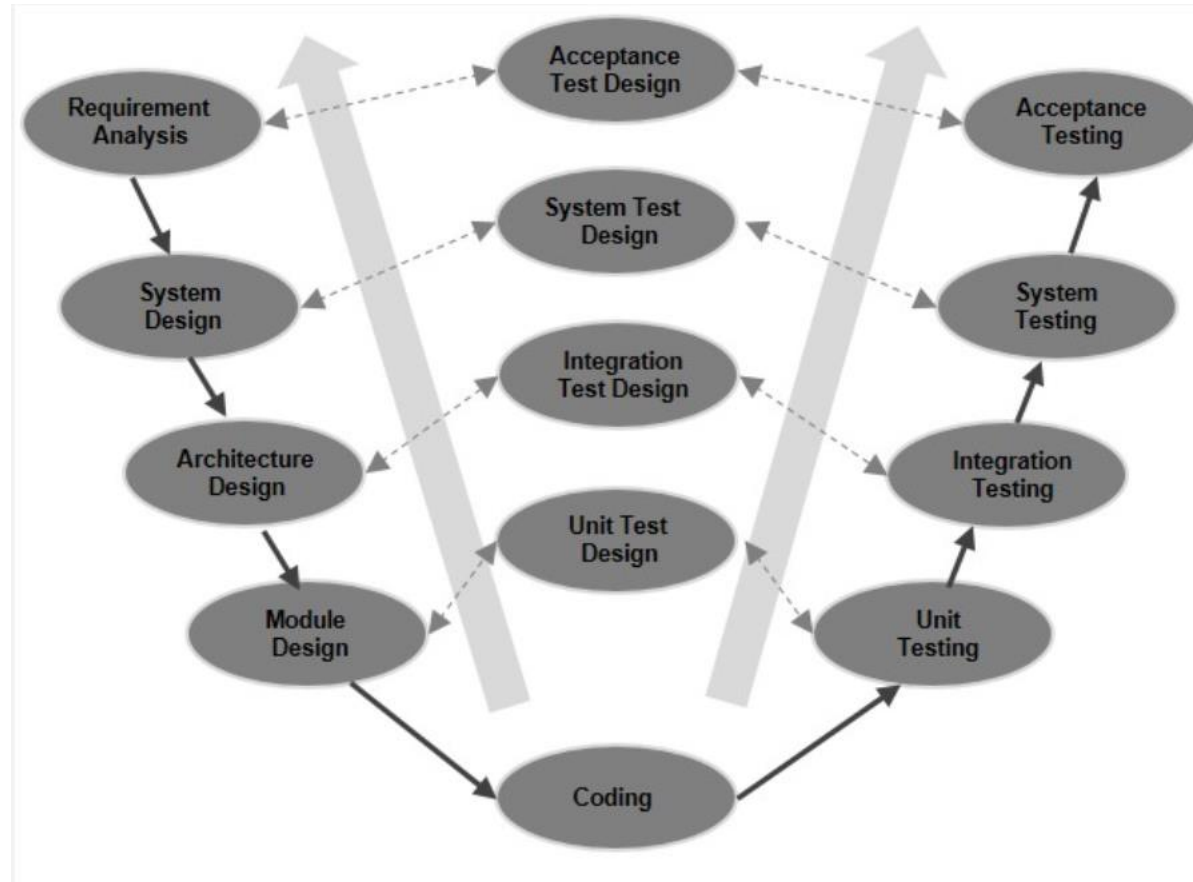 Acceptance
Test Design
Requirement
Analysis
Acceptance
Testing
System Test
Design
System
Design
System
Testing
Integration
Test Design
Architecture
Design
Integration
Testing
Unit Test
Design
Module
Design
Unit
Testing
Coding